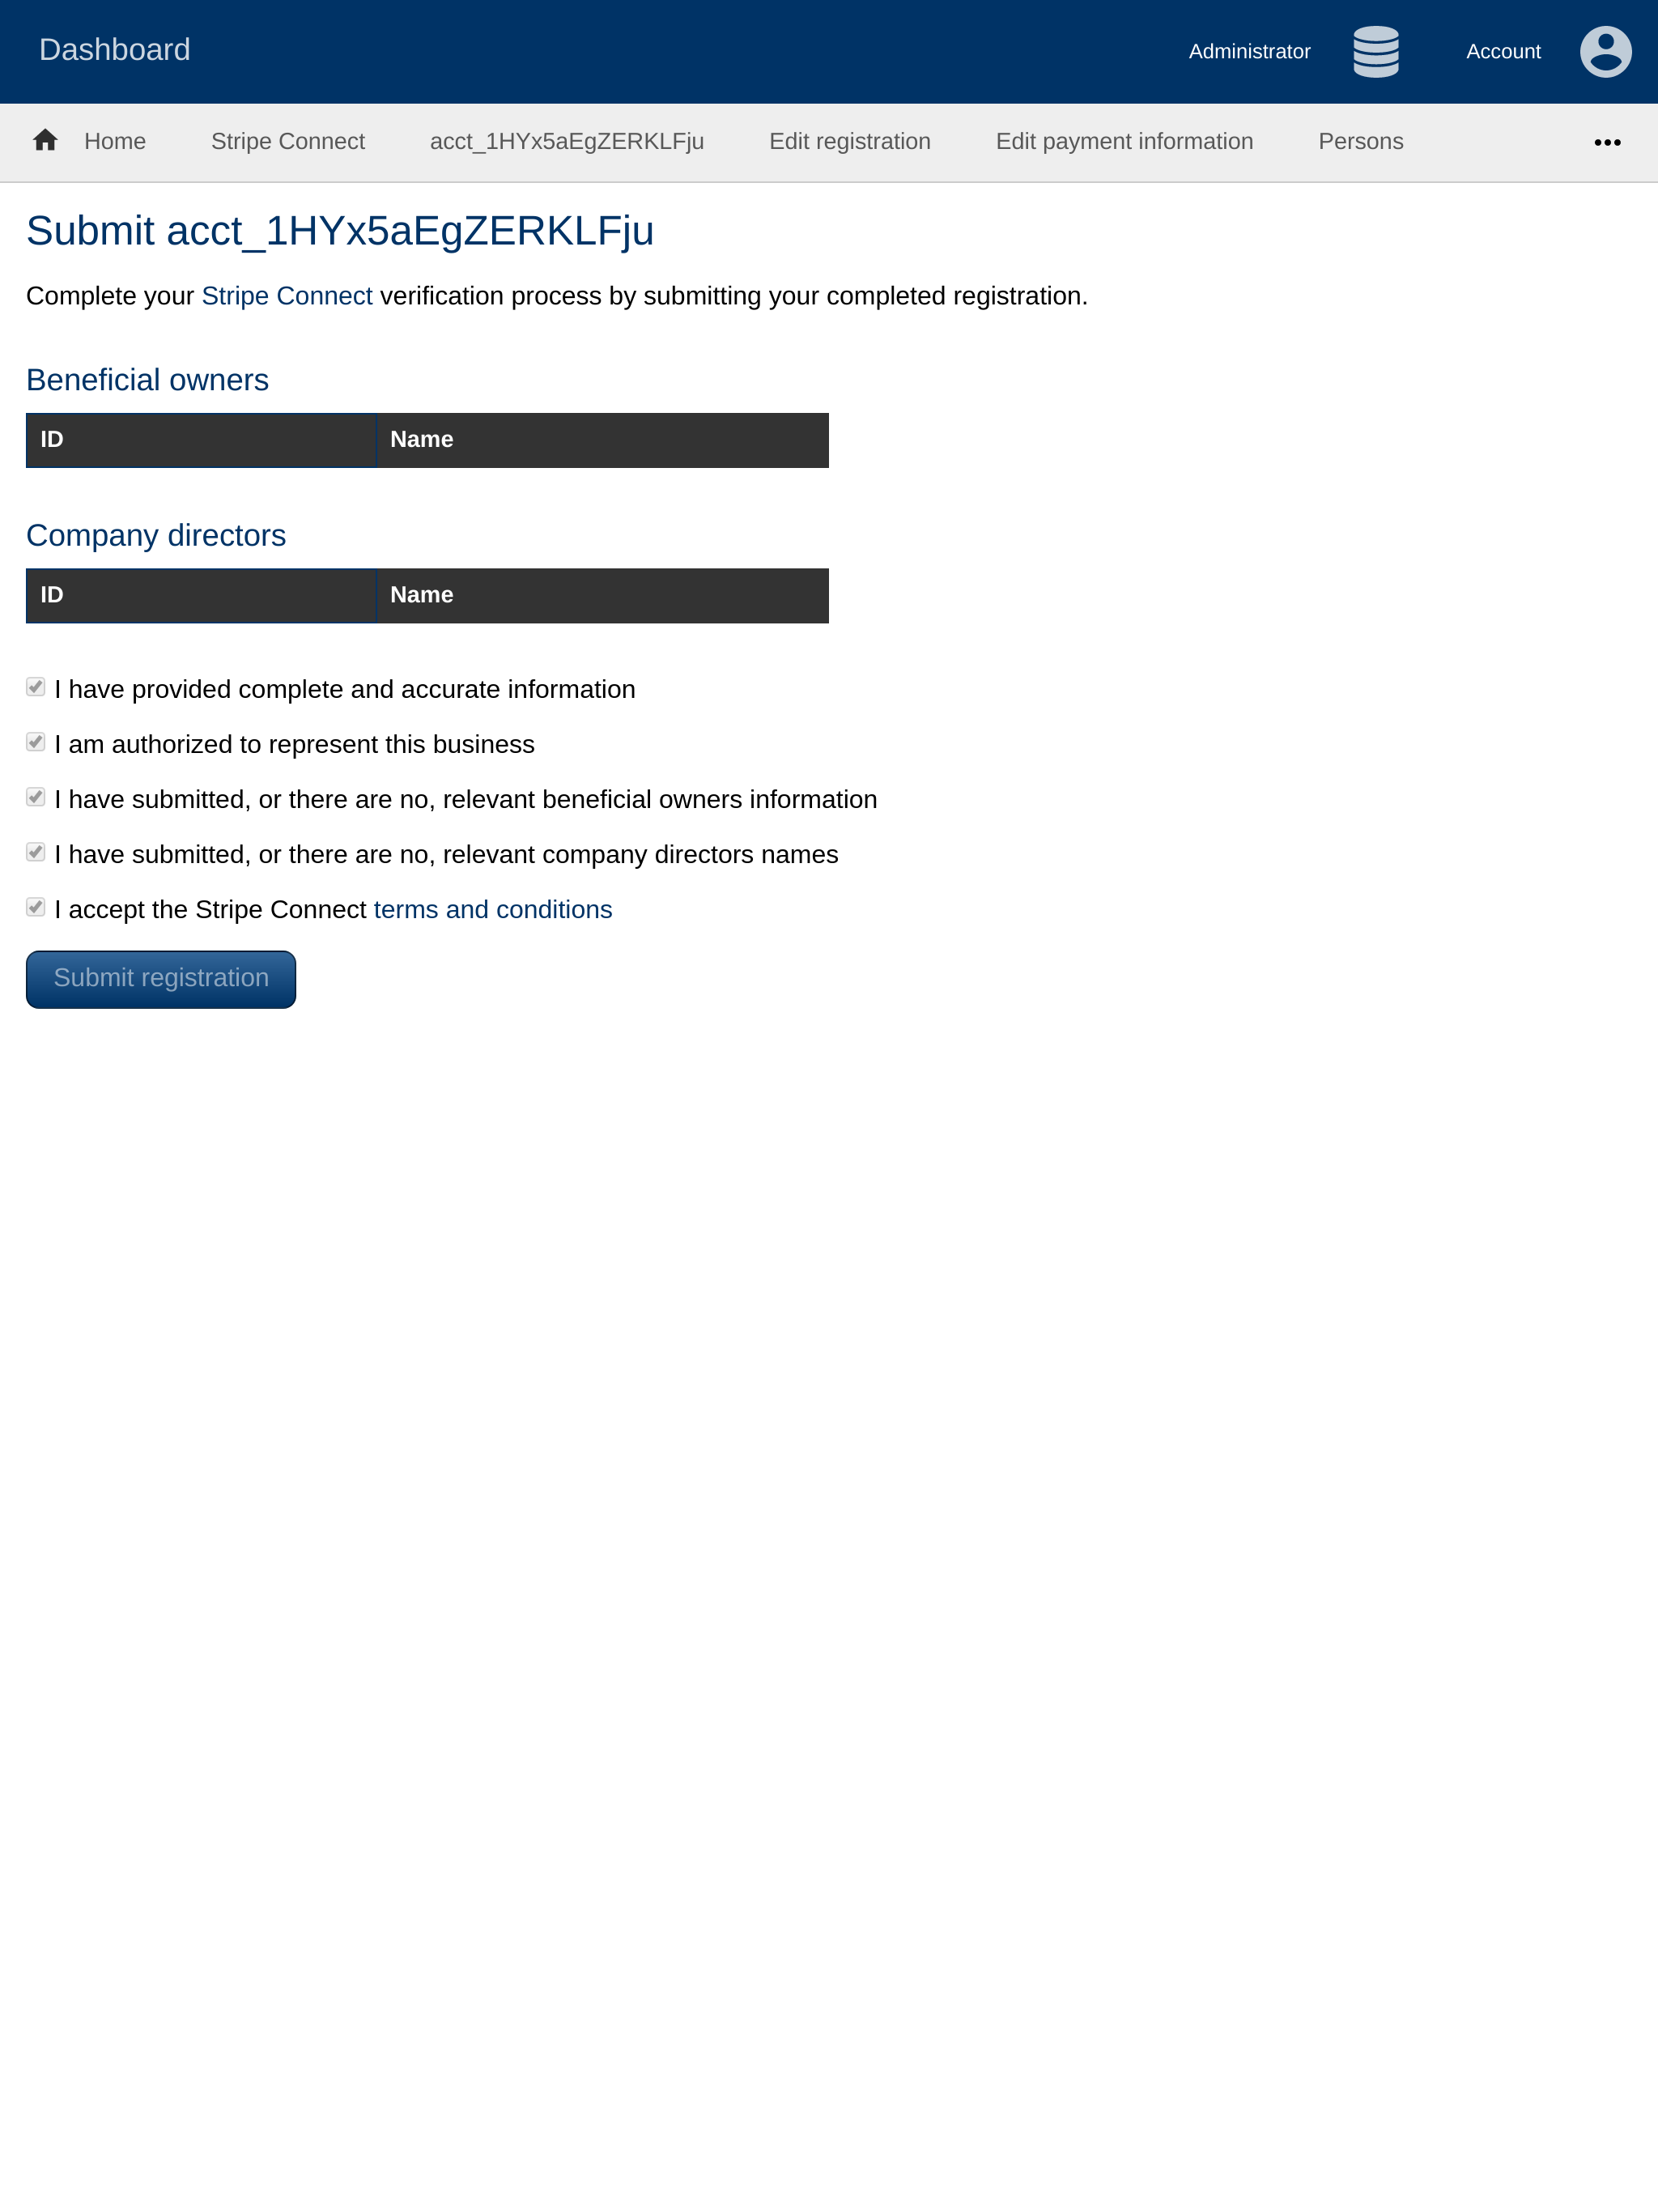 Dashboard
Administrator
Account
Home
Stripe Connect
acct_1HYx5aEgZERKLFju
Edit registration
Edit payment information
Persons
Submit acct_1HYx5aEgZERKLFju
Complete your Stripe Connect verification process by submitting your completed registration.
Beneficial owners
ID Name
Company directors
ID Name
I have provided complete and accurate information
I am authorized to represent this business
I have submitted, or there are no, relevant beneficial owners information
I have submitted, or there are no, relevant company directors names
I accept the Stripe Connect terms and conditions
Submit registration